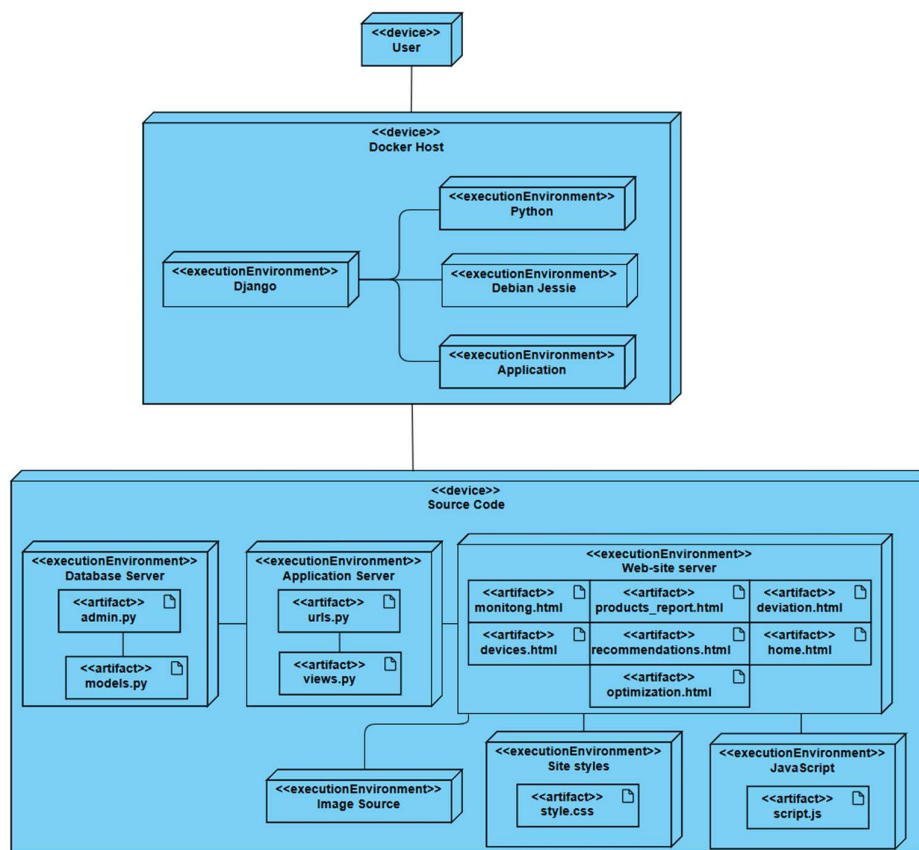 <<device>>
User
<<device>>
Docker Host
<<executionEnvironment>>
Python
<<executionEnvironment>>
Django
<<executionEnvironment>>
Debian Jessie
<<executionEnvironment>>
Application
<<device>>
Source Code
<<executionEnvironment>>
Database Server
<<artifact>>
admin.py
<<artifact>>
models.py
<<executionEnvironment>>
Application Server
<<artifact>>
urls.py
<<artifact>>
views.py
<<executionEnvironment>>
Web-site server
<<artifact>>
monitong.html
<<artifact>>
products_report.html
<<artifact>>
deviation.html
<<artifact>>
devices.html
<<artifact>>
recommendations.html
<<artifact>>
home.html
<<artifact>>
optimization.html
<<executionEnvironment>>
Image Source
<<executionEnvironment>>
Site styles
<<artifact>>
style.css
<<executionEnvironment>>
JavaScript
<<artifact>>
script.js